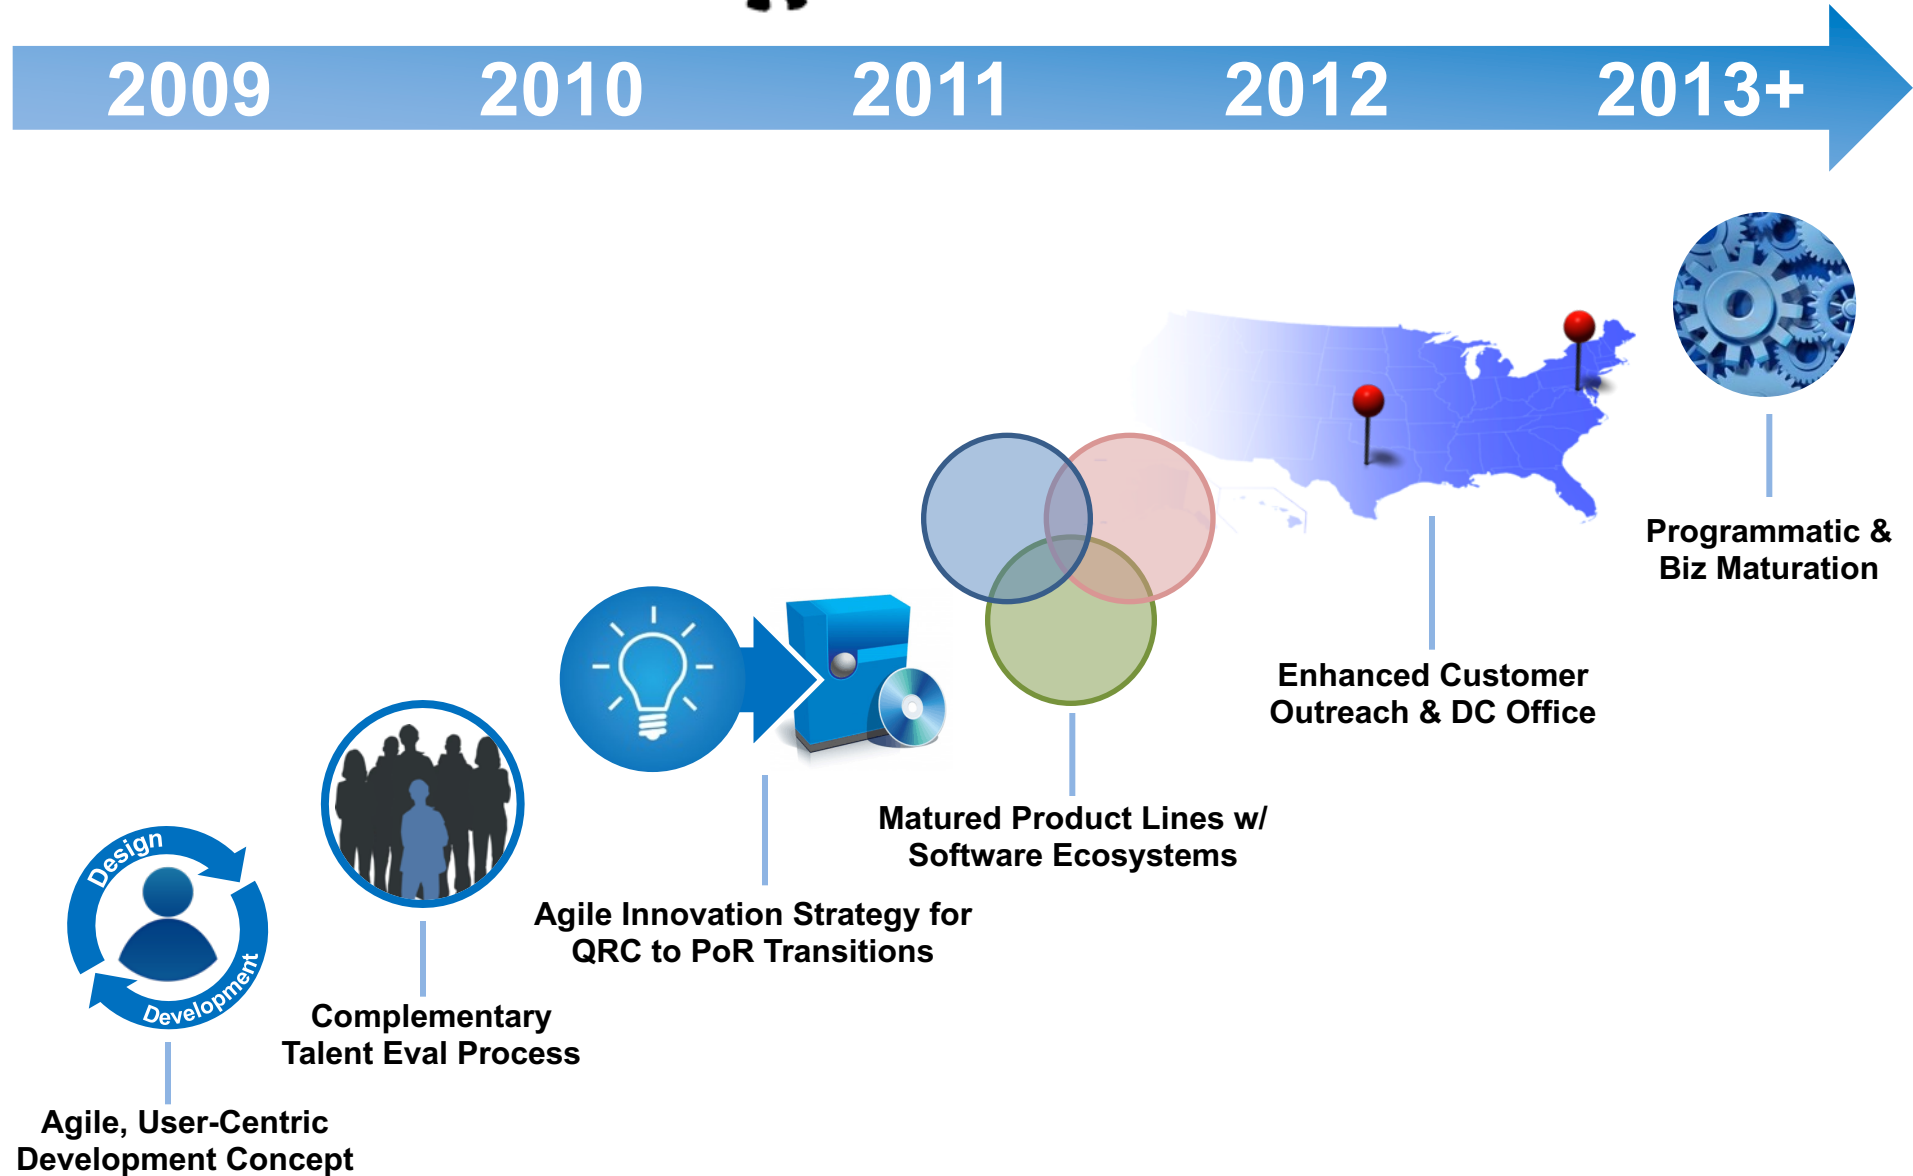 2009 2010 2011 2012 2013+
Design
Development
Agile, User-Centric
Development Concept
Complementary
Talent Eval Process
Agile Innovation Strategy for
QRC to PoR Transitions
Matured Product Lines w/
Software Ecosystems
Enhanced Customer
Outreach & DC Office
Programmatic &
Biz Maturation